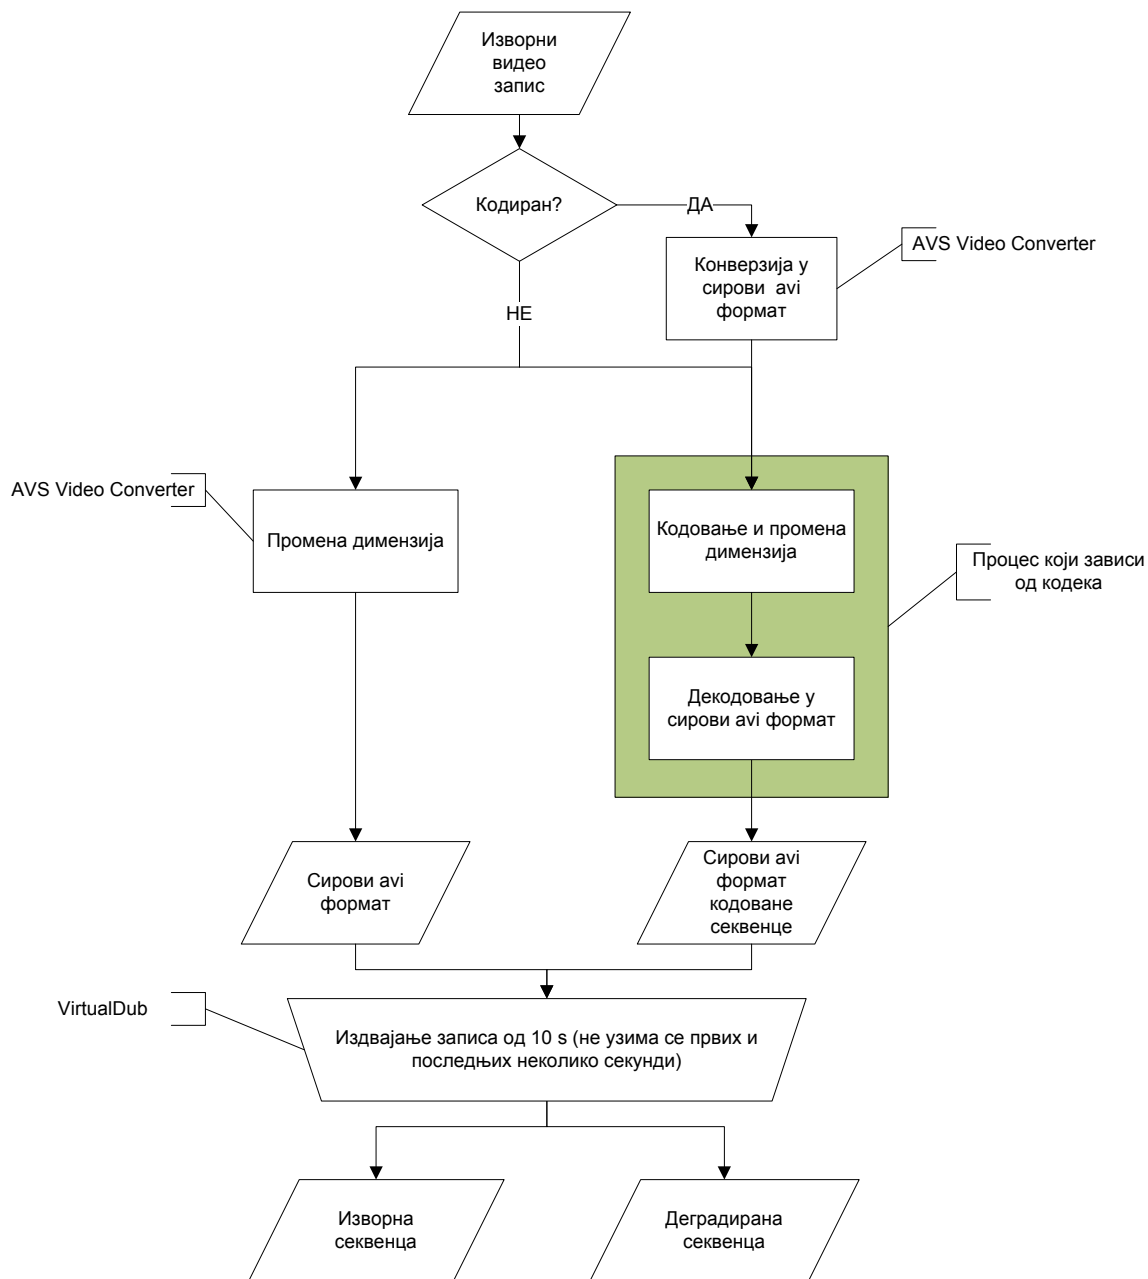 Изворни
видео
запис
Кодиран?
ДА
НЕ
Конверзија у
сирови avi
формат
AVS Video Converter
AVS Video Converter
Промена димензија
Кодовање и промена
димензија
Процес који зависи
од кодека
Декодовање у
сирови avi формат
Сирови avi
формат
Сирови avi
формат
кодоване
секвенце
VirtualDub
Издвајање записа од 10 s (не узима се првих и
последњих неколико секунди)
Изворна
секвенца
Деградирана
секвенца